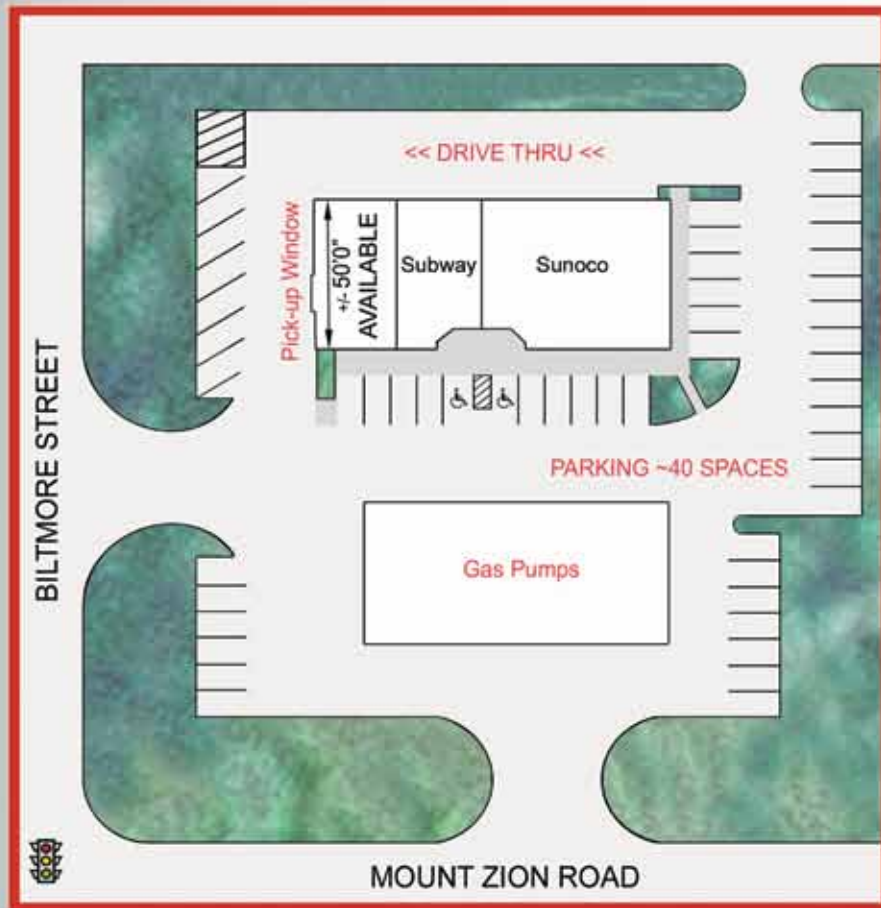 << DRIVE THRU <<
Pick-up Window
+/- 50'0"
AVAILABLE
Subway
Sunoco
BILTMORE STREET
PARKING ~40 SPACES
Gas Pumps
MOUNT ZION ROAD